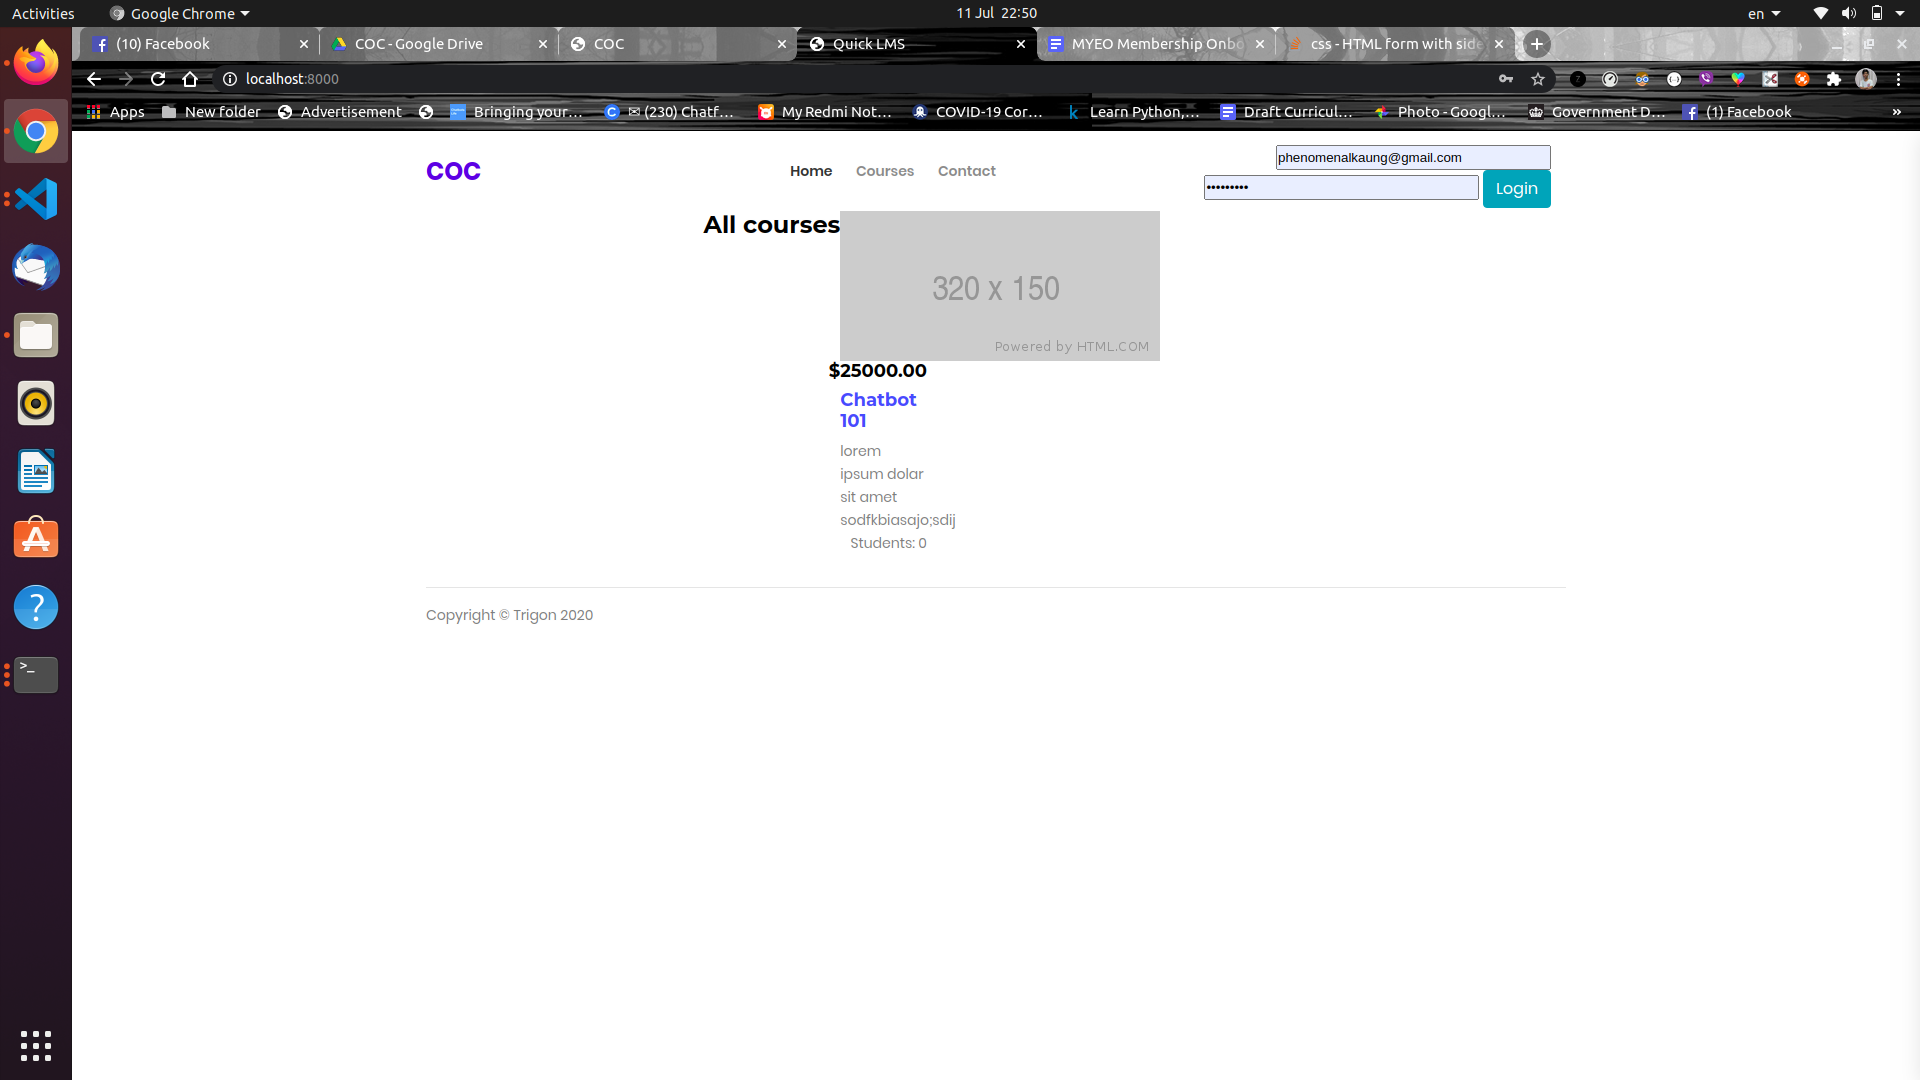 Activities
Google Chrome
11 Jul 22:50
en
(10) Facebook
COC - Google Drive
COC
Quick LMS
MYEO Membership Onbo
css - HTML form with side
localhost:8000
Apps
New folder
Advertisement
Bringing your…
✉ (230) Chatf…
My Redmi Not…
COVID-19 Cor…
Learn Python,…
Draft Curricul…
Photo - Googl…
Government D…
(1) Facebook
»
COC
Home
Courses
Contact
phenomenalkaung@gmail.com
•••••••••
Login
All courses
320 x 150
Powered by HTML.COM
$25000.00
Chatbot
101
lorem
ipsum dolar
sit amet
sodfkbiasajo;sdij
Students: 0
Copyright © Trigon 2020